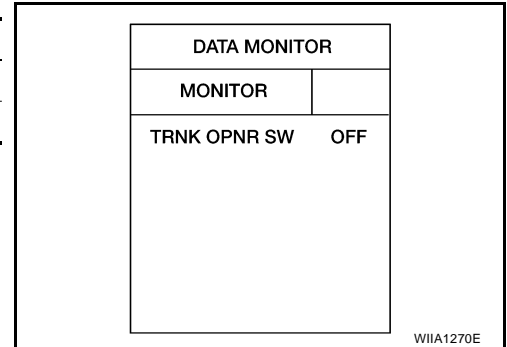 DATA MONITOR
MONITOR
TRNK OPNR SW OFF
WIIA1270E